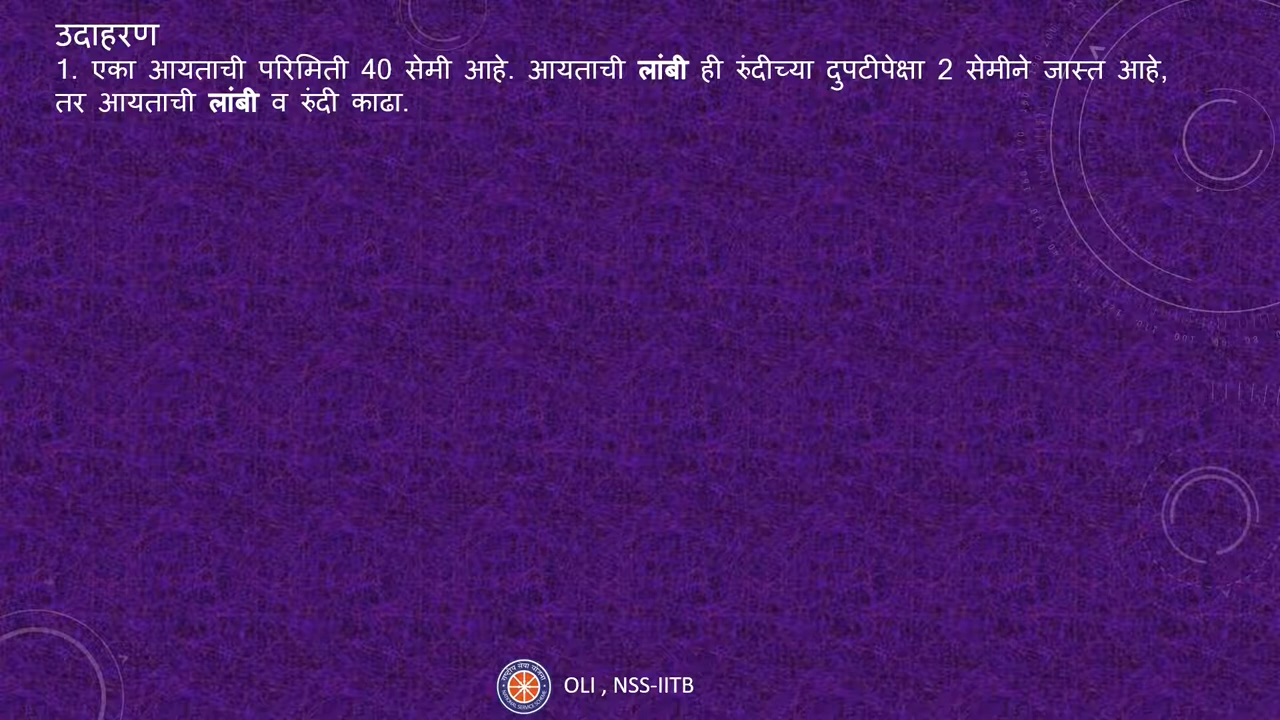 उदाहरण
1. एका आयताची परिमिती 40 सेमी आहे. आयताची लांबी ही रुंदीच्या दुपटीपेक्षा 2 सेमीने जास्त आहे,
तर आयताची लांबी व रुंदी काढा.
OLI , NSS-IITB